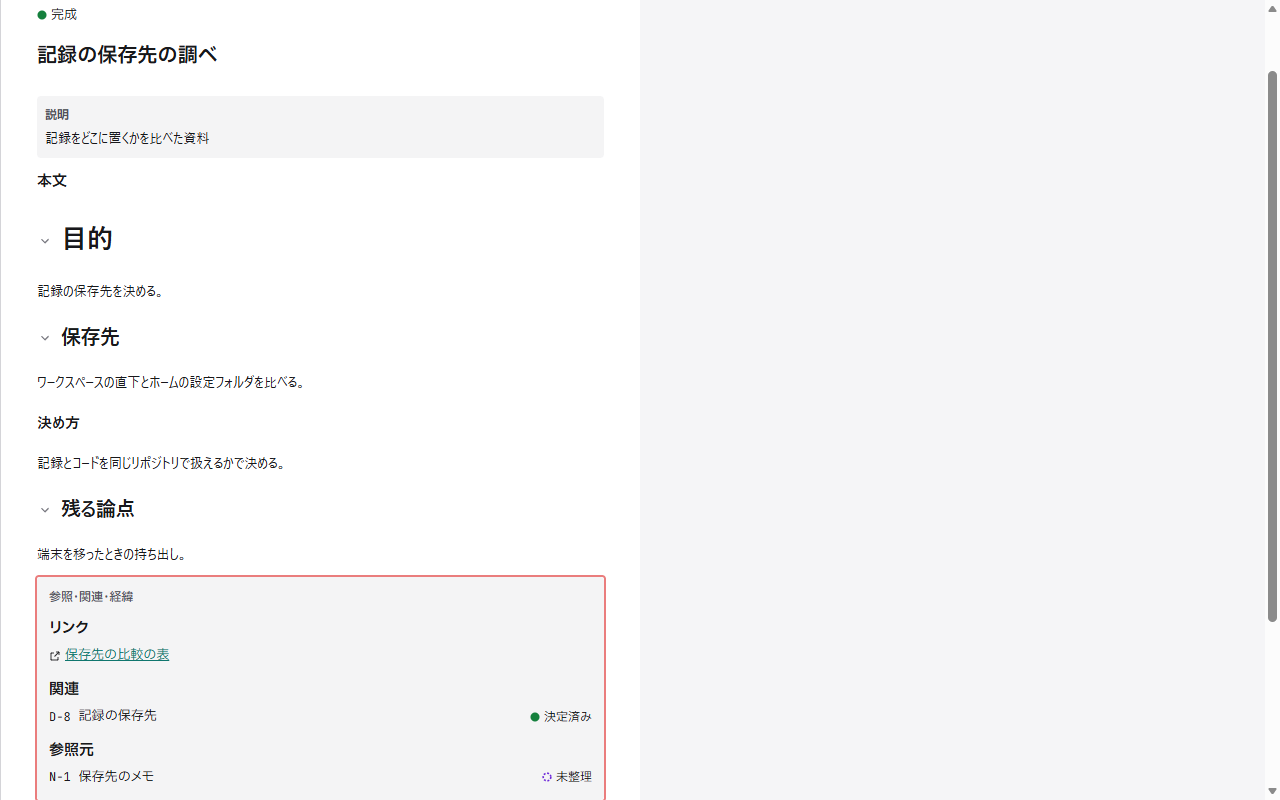 完成
記録の保存先の調べ
説明
記録をどこに置くかを比べた資料
本文
目的
記録の保存先を決める。
保存先
ワークスペースの直下とホームの設定フォルダを比べる。
決め方
記録とコードを同じリポジトリで扱えるかで決める。
残る論点
端末を移ったときの持ち出し。
参照・関連・経緯
リンク
保存先の比較の表
関連
D-8 記録の保存先 決定済み
参照元
N-1 保存先のメモ 未整理